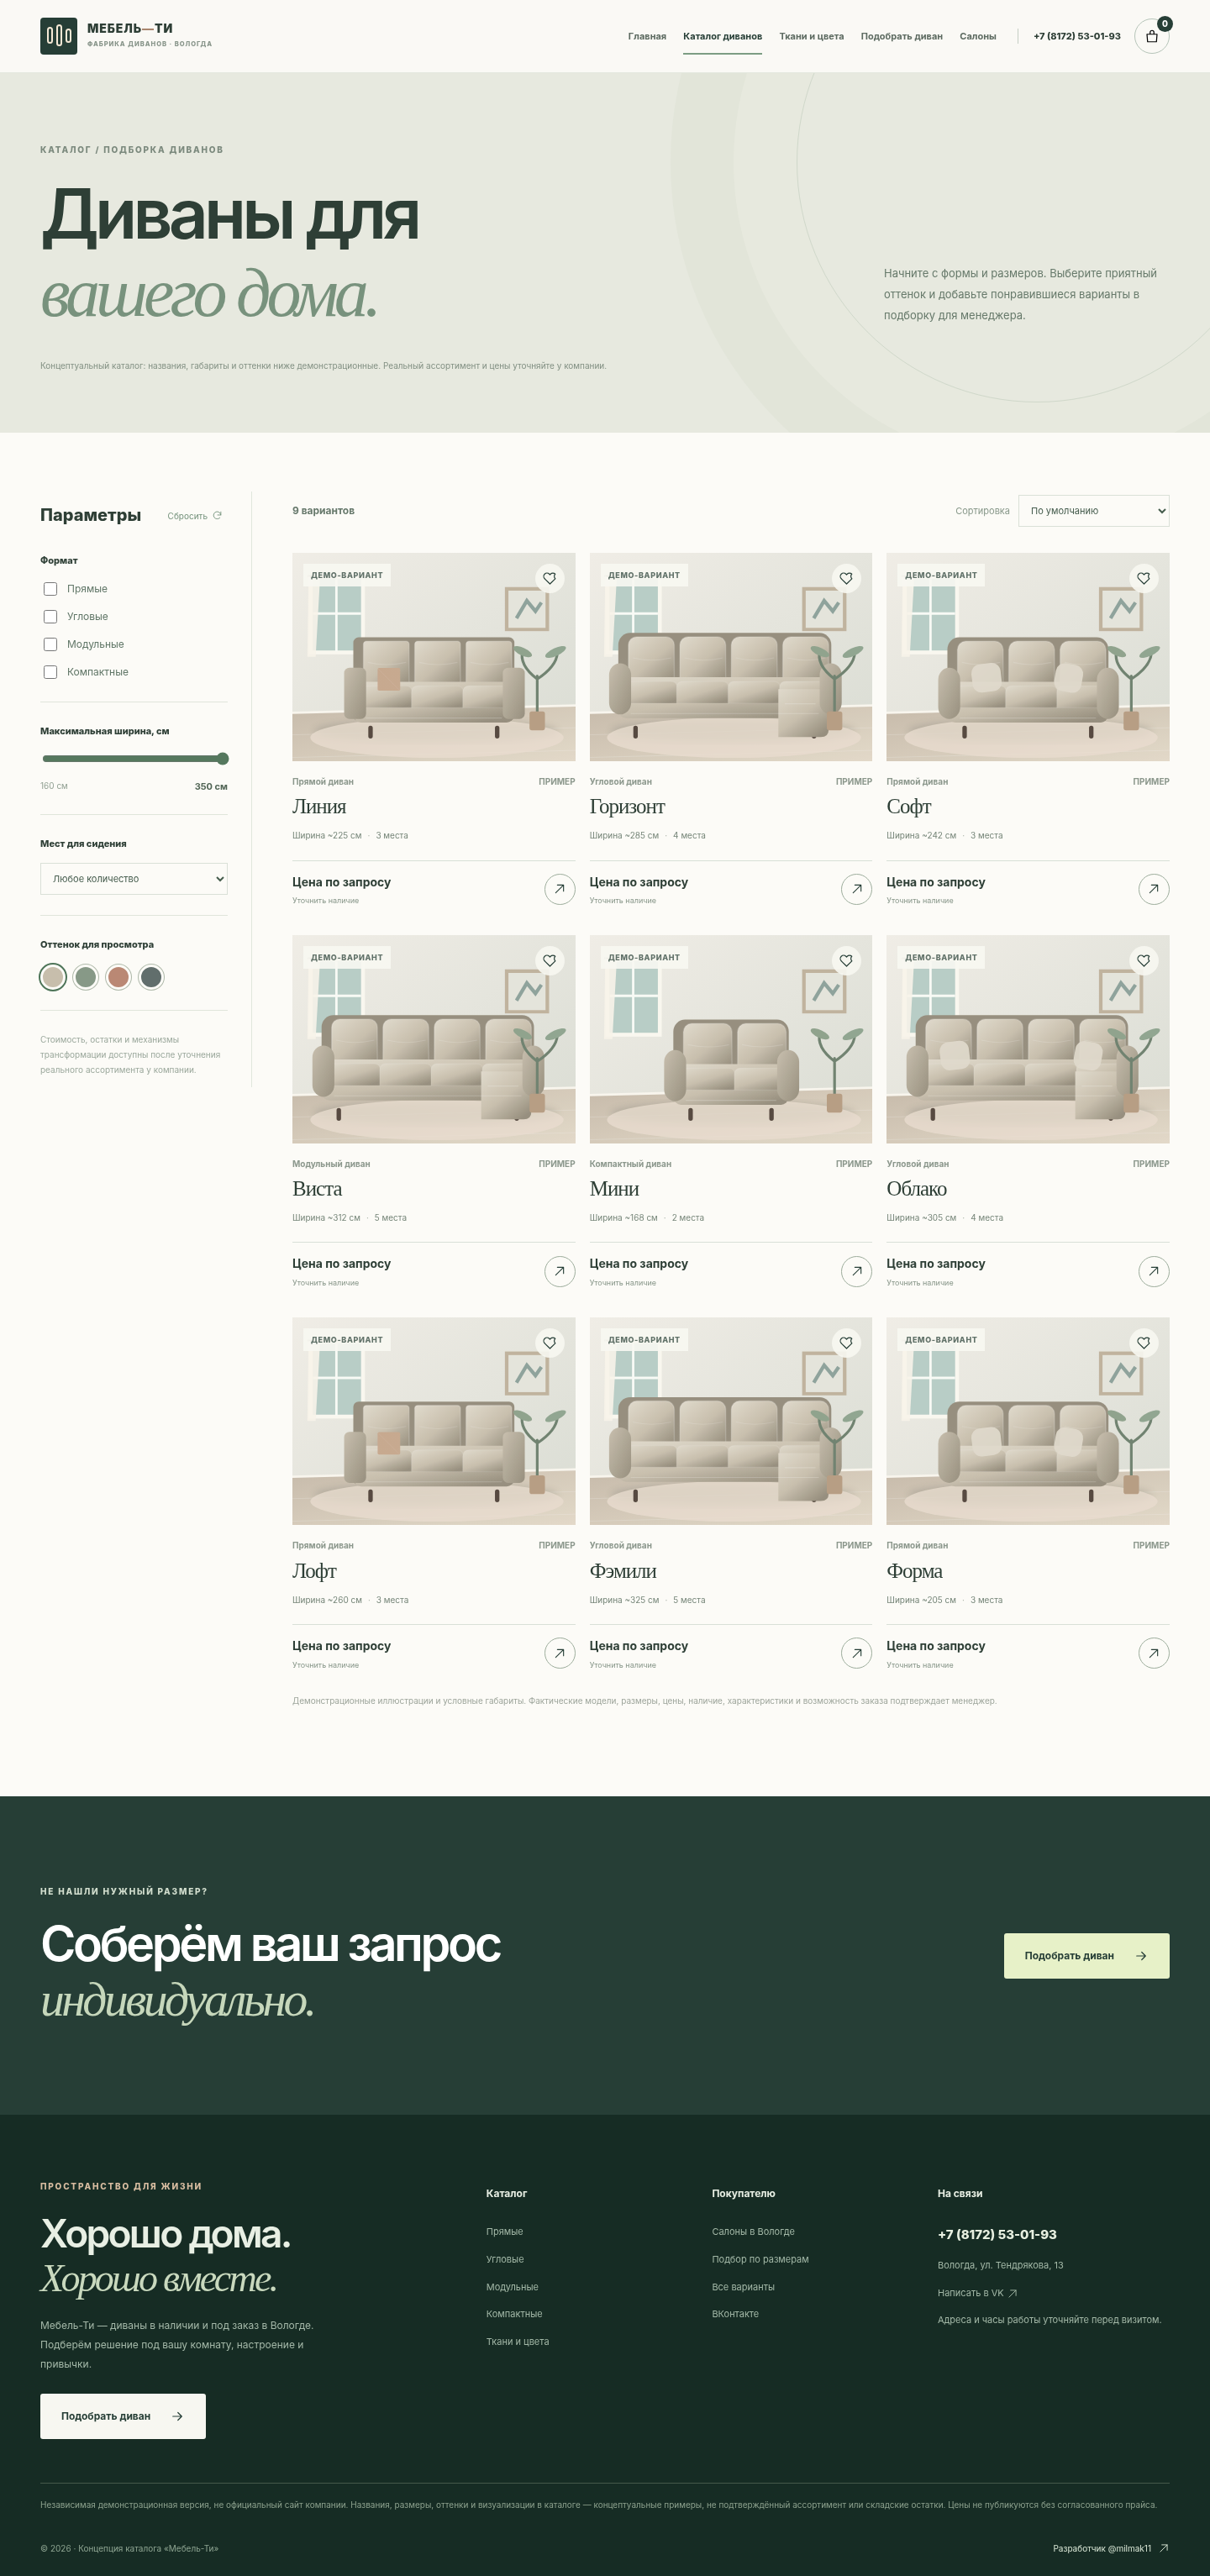 МЕБЕЛЬ—ТИ
ФАБРИКА ДИВАНОВ · ВОЛОГДА
Главная
Каталог диванов
Ткани и цвета
Подобрать диван
Салоны
+7 (8172) 53-01-93
0
КАТАЛОГ / ПОДБОРКА ДИВАНОВ
Диваны для
вашего дома.
Начните с формы и размеров. Выберите приятный
оттенок и добавьте понравившиеся варианты в
подборку для менеджера.
Концептуальный каталог: названия, габариты и оттенки ниже демонстрационные. Реальный ассортимент и цены уточняйте у компании.
Параметры
Сбросить
Формат
Прямые
Угловые
Модульные
Компактные
Максимальная ширина, см
160 см
350 см
Мест для сидения
Любое количество
Оттенок для просмотра
Стоимость, остатки и механизмы
трансформации доступны после уточнения
реального ассортимента у компании.
9 вариантов
Сортировка
По умолчанию
ДЕМО-ВАРИАНТ
ДЕМО-ВАРИАНТ
ДЕМО-ВАРИАНТ
Прямой диван ПРИМЕР
Линия
Ширина ~225 см · 3 места
Цена по запросу
Уточнить наличие
Угловой диван ПРИМЕР
Горизонт
Ширина ~285 см · 4 места
Цена по запросу
Уточнить наличие
Прямой диван ПРИМЕР
Софт
Ширина ~242 см · 3 места
Цена по запросу
Уточнить наличие
ДЕМО-ВАРИАНТ
ДЕМО-ВАРИАНТ
ДЕМО-ВАРИАНТ
Модульный диван ПРИМЕР
Виста
Ширина ~312 см · 5 места
Цена по запросу
Уточнить наличие
Компактный диван ПРИМЕР
Мини
Ширина ~168 см · 2 места
Цена по запросу
Уточнить наличие
Угловой диван ПРИМЕР
Облако
Ширина ~305 см · 4 места
Цена по запросу
Уточнить наличие
ДЕМО-ВАРИАНТ
ДЕМО-ВАРИАНТ
ДЕМО-ВАРИАНТ
Прямой диван ПРИМЕР
Лофт
Ширина ~260 см · 3 места
Цена по запросу
Уточнить наличие
Угловой диван ПРИМЕР
Фэмили
Ширина ~325 см · 5 места
Цена по запросу
Уточнить наличие
Прямой диван ПРИМЕР
Форма
Ширина ~205 см · 3 места
Цена по запросу
Уточнить наличие
Демонстрационные иллюстрации и условные габариты. Фактические модели, размеры, цены, наличие, характеристики и возможность заказа подтверждает менеджер.
НЕ НАШЛИ НУЖНЫЙ РАЗМЕР?
Соберём ваш запрос
индивидуально.
Подобрать диван
ПРОСТРАНСТВО ДЛЯ ЖИЗНИ
Хорошо дома.
Хорошо вместе.
Мебель-Ти — диваны в наличии и под заказ в Вологде.
Подберём решение под вашу комнату, настроение и
привычки.
Подобрать диван
Каталог
Прямые
Угловые
Модульные
Компактные
Ткани и цвета
Покупателю
Салоны в Вологде
Подбор по размерам
Все варианты
ВКонтакте
На связи
+7 (8172) 53-01-93
Вологда, ул. Тендрякова, 13
Написать в VK
Адреса и часы работы уточняйте перед визитом.
Независимая демонстрационная версия, не официальный сайт компании. Названия, размеры, оттенки и визуализации в каталоге — концептуальные примеры, не подтверждённый ассортимент или складские остатки. Цены не публикуются без согласованного прайса.
© 2026 · Концепция каталога «Мебель-Ти»
Разработчик @milmak11